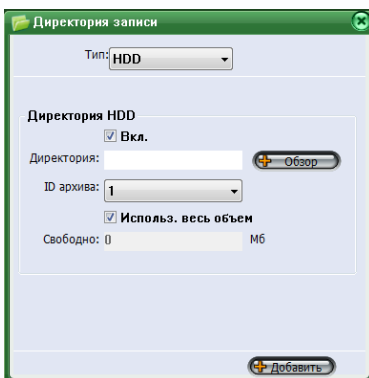 Директория записи
Тип: HDD
Директория HDD
Вкл.
Директория: Обзор
ID архива: 1
Использ. весь объем
Свободно: 0 Мб
Добавить